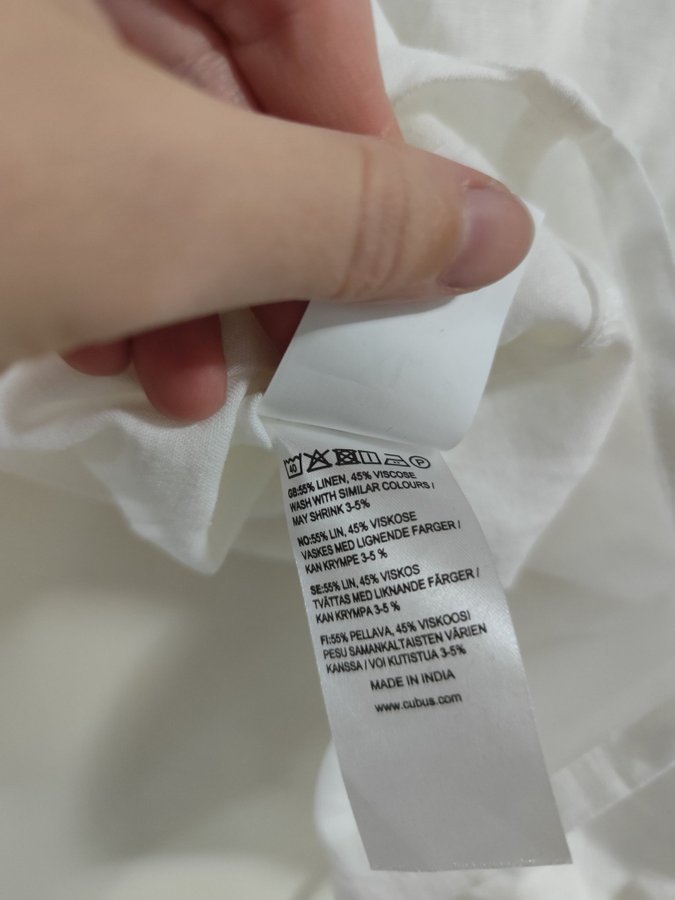 40 P
GB:55% LINEN, 45% VISCOSE
WASH WITH SIMILAR COLOURS /
MAY SHRINK 3-5%
NO:55% LIN, 45% VISKOSE
VASKES MED LIGNENDE FARGER /
KAN KRYMPE 3-5 %
SE:55% LIN, 45% VISKOS
TVÄTTAS MED LIKNANDE FÄRGER /
KAN KRYMPA 3-5 %
FI:55% PELLAVA, 45% VISKOOSI
PESU SAMANKALTAISTEN VÄRIEN
KANSSA / VOI KUTISTUA 3-5%
MADE IN INDIA
www.cubus.com